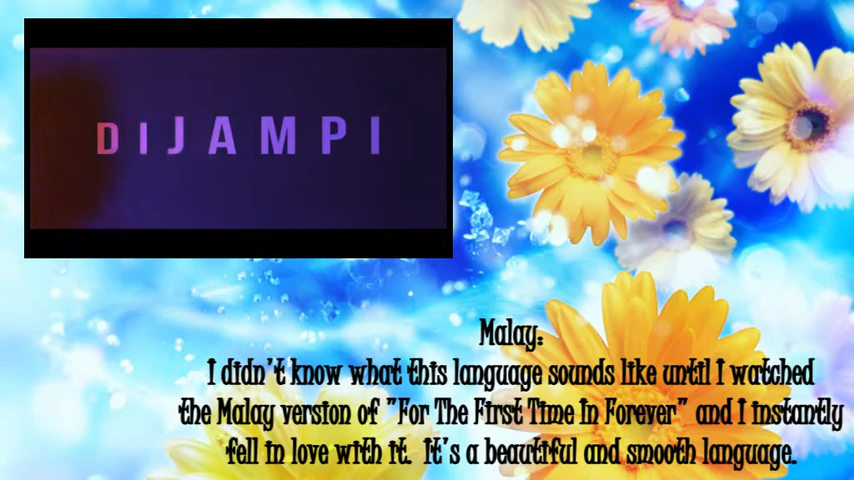 DIJAMPI
Malay:
I didn't know what this language sounds like until I watched
the Malay version of "For The First Time In Forever" and I instantly
fell in love with it. It's a beautiful and smooth language.